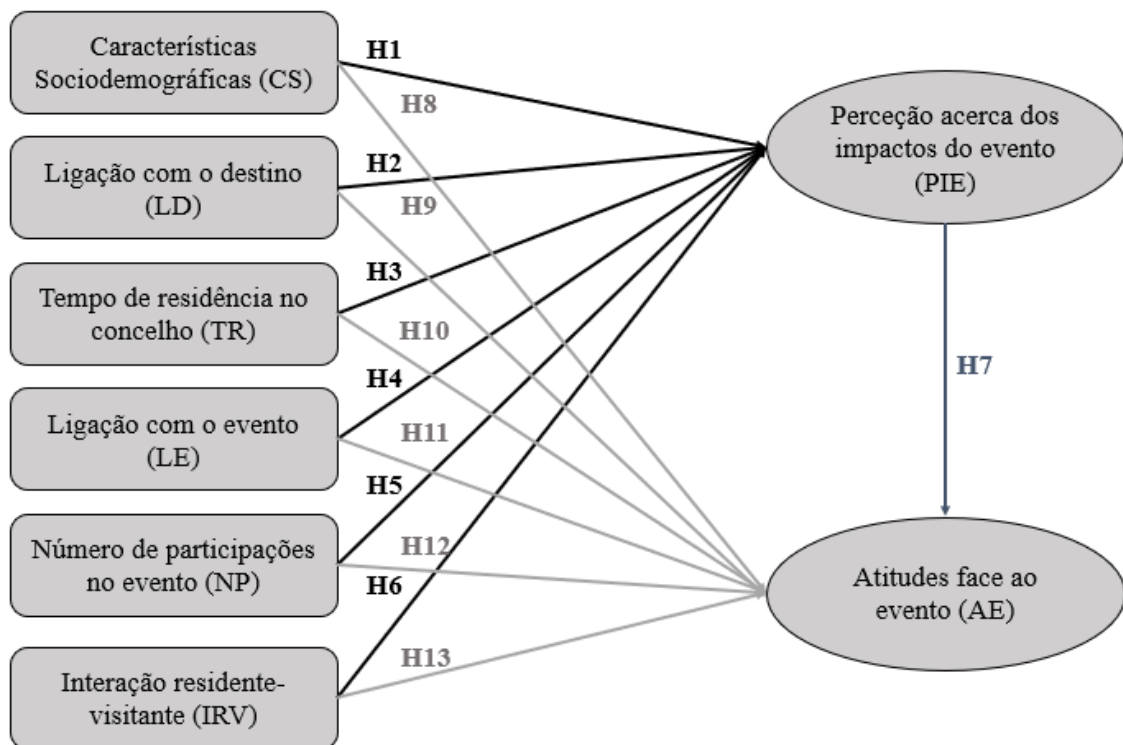 Características
Sociodemográficas (CS)
H1
H8
Perceção acerca dos
impactos do evento
(PIE)
Ligação com o destino
(LD)
H2
H9
Tempo de residência no
concelho (TR)
H3
H10
Ligação com o evento
(LE)
H4
H11
H7
Número de participações
no evento (NP)
H5
H12
Atitudes face ao
evento (AE)
Interação residente-
visitante (IRV)
H6
H13